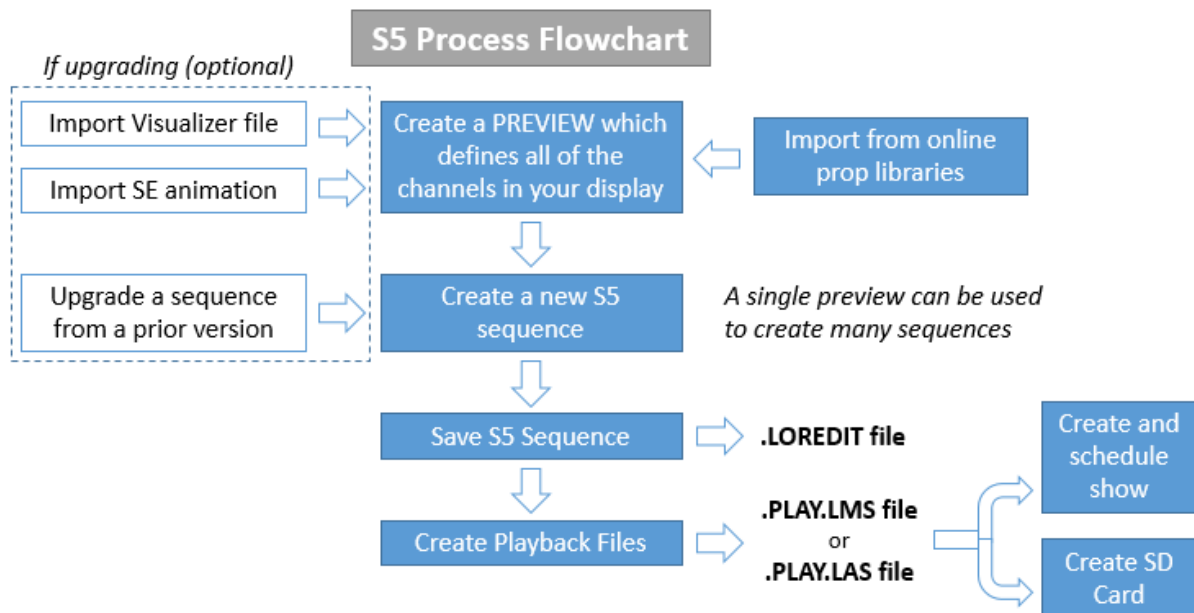 S5 Process Flowchart
If upgrading (optional)
Import Visualizer file
Import SE animation
Upgrade a sequence
from a prior version
Create a PREVIEW which
defines all of the
channels in your display
Import from online
prop libraries
Create a new S5
sequence
A single preview can be used
to create many sequences
Save S5 Sequence
.LOREDIT file
Create Playback Files
.PLAY.LMS file
or
.PLAY.LAS file
Create and
schedule
show
Create SD
Card